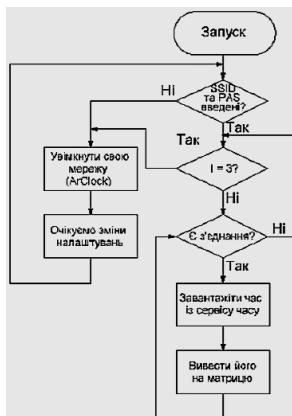 Запуск
SSID
та PAS
введені?
Ні
Так
Так
Увімкнути свою
мережу
(ArClock)
I = 3?
Ні
Очікуємо зміни
налаштувань
Є з'єднання?
Ні
Так
Завантажіти час
із сервісу часу
Вивести його
на матрицю